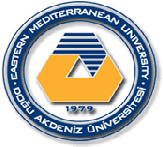 EASTERN MEDITERRANEAN UNIVERSITY
DOĞU AKDENİZ ÜNİVERSİTESİ
1979